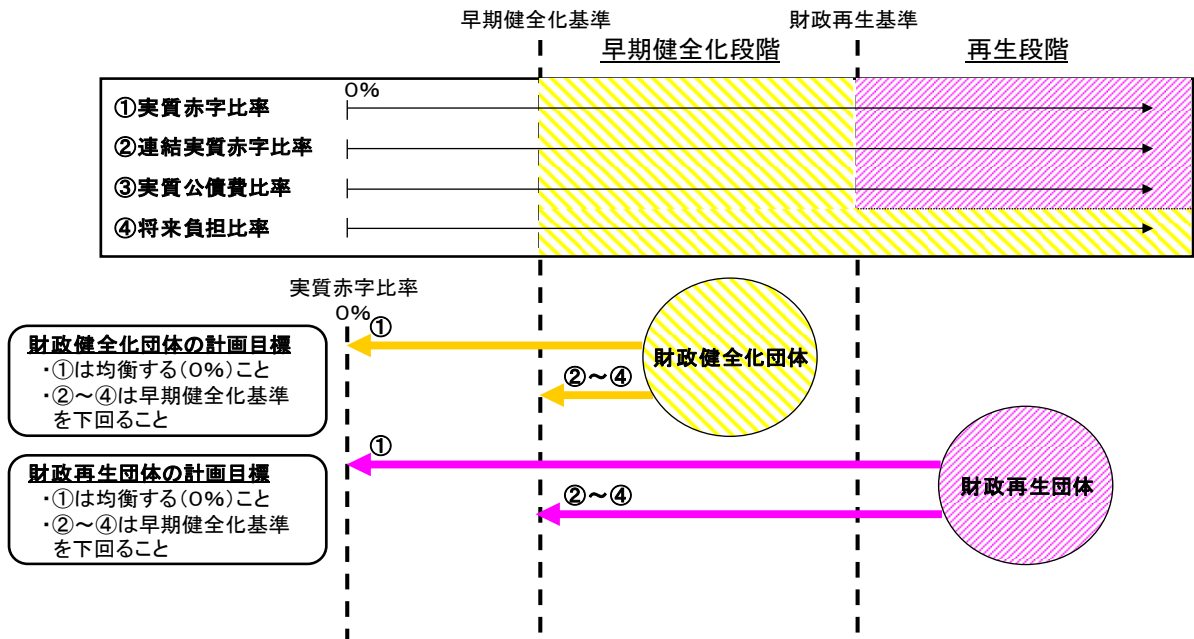 早期健全化基準
財政再生基準
早期健全化段階
再生段階
0%
①実質赤字比率
②連結実質赤字比率
③実質公債費比率
④将来負担比率
実質赤字比率
0%
①
財政健全化団体の計画目標
・①は均衡する(0%)こと
・②～④は早期健全化基準
を下回ること
②～④
財政健全化団体
①
財政再生団体の計画目標
・①は均衡する(0%)こと
・②～④は早期健全化基準
を下回ること
②～④
財政再生団体